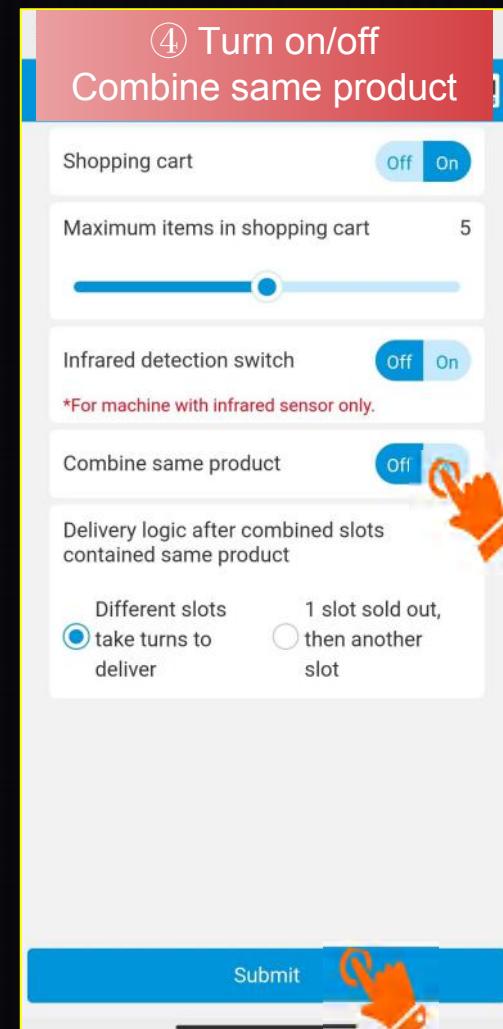 ④ Turn on/off
Combine same product
Shopping cart
Off On
Maximum items in shopping cart 5
Infrared detection switch
Off On
*For machine with infrared sensor only.
Combine same product
Off
Delivery logic after combined slots
contained same product
Different slots
take turns to
deliver
1 slot sold out,
then another
slot
Submit